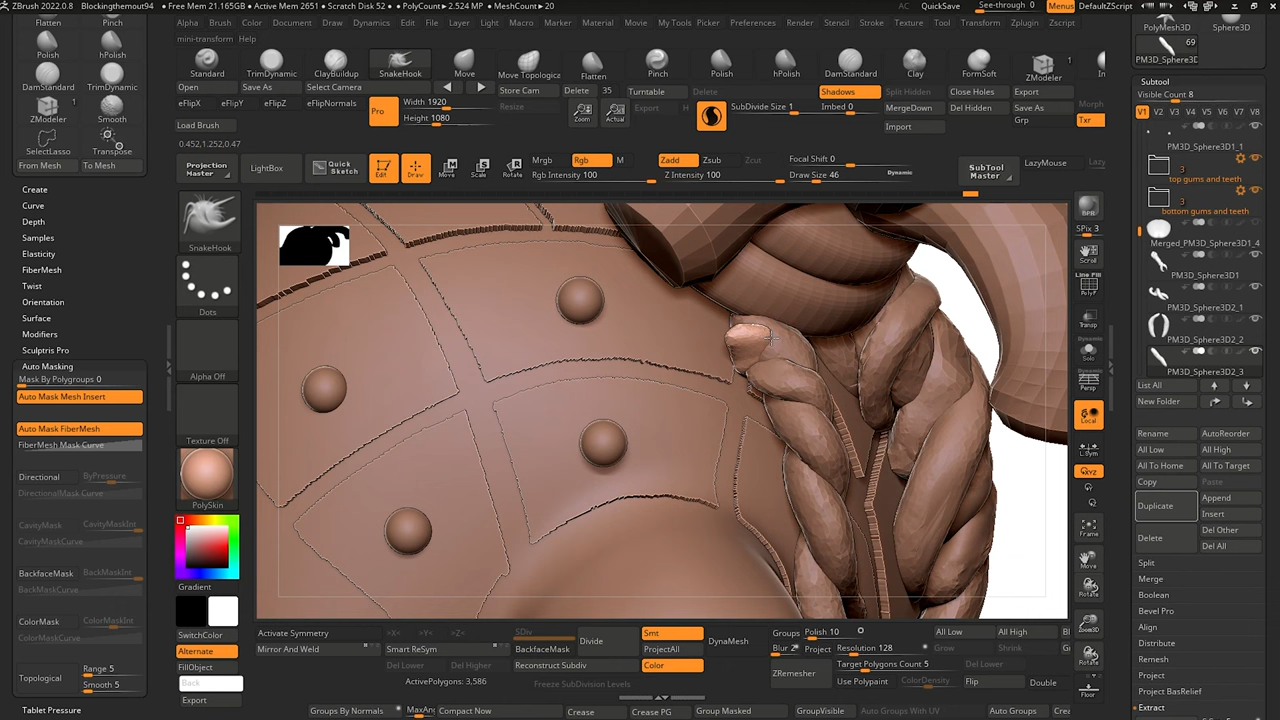 ZBrush 2022.0.8 Blockingthemout94 • Free Mem 21.165GB • Active Mem 2651 • Scratch Disk 52 • PolyCount➤2.524 MP • MeshCount➤20
AC QuickSave See-through 0 Menus DefaultZScript
Alpha Brush Color Document Draw Dynamics Edit File Layer Light Macro Marker Material Movie My Tools Picker Preferences Render Stencil Stroke Texture Tool Transform Zplugin Zscript
mini-transform Help
Flatten Pinch
Polish hPolish
DamStandard TrimDynamic
ZModeler 1 Smooth
SelectLasso Transpose
From Mesh To Mesh
Create
Curve
Depth
Samples
Elasticity
FiberMesh
Twist
Orientation
Surface
Modifiers
Sculptris Pro
Auto Masking
Mask By Polygroups 0
Auto Mask Mesh Insert
Auto Mask FiberMesh
FiberMesh Mask Curve
Directional ByPressure
DirectionalMask Curve
CavityMask CavityMaskInt
CavityMaskCurve
BackfaceMask BackMaskInt
BackMaskCurve
ColorMask ColorMaskInt
ColorMaskCurve
Topological Range 5
Smooth 5
Tablet Pressure
Standard TrimDynamic ClayBuildup SnakeHook Move Move Topologica Flatten Pinch Polish hPolish DamStandard Clay FormSoft ZModeler 1 In
Open Save As Select Camera Store Cam Delete 35 Turntable Delete Shadows Close Holes Export
eFlipX eFlipY eFlipZ eFlipNormals Pro Width 1920 Height 1080 Resize Zoom Actual Export H SubDivide Size 1 Imbed 0 MergeDown Split Hidden Del Hidden Save As Morph
Load Brush Import Grp Txr
0.452,1.252,0.47
Projection Master LightBox Quick Sketch Edit Draw Move Scale Rotate Mrgb Rgb M Zadd Zsub Zcut Focal Shift 0 SubTool Master LazyMouse Lazy
Rgb Intensity 100 Z Intensity 100 Draw Size 46 Dynamic
SnakeHook
Dots
Alpha Off
Texture Off
PolySkin
Gradient
SwitchColor
Alternate
FillObject
Back
Export
BPR
SPix 3
Scroll
Line Fill
PolyF
Transp
Dynamic
Solo
Dynamic
Persp
Local
L.Sym
XYZ
Frame
Move
Rotate
Zoom3D
Rotate
Floor
PolyMesh3D Sphere3D
69
PM3D_Sphere3D
Subtool
Visible Count 8
V1 V2 V3 V4 V5 V6 V7 V8
PM3D_Sphere3D1_1
3
top gums and teeth
3
bottom gums and teeth
Merged_PM3D_Sphere3D1_4
PM3D_Sphere3D1
PM3D_Sphere3D2_1
PM3D_Sphere3D2_2
PM3D_Sphere3D2_3
List All
New Folder
Rename AutoReorder
All Low All High
All To Home All To Target
Copy Paste
Duplicate Append
Insert
Delete Del Other
Del All
Split
Merge
Boolean
Bevel Pro
Align
Distribute
Remesh
Project
Project BasRelief
Extract
Activate Symmetry >X< >Y< >Z< SDiv Divide Smt DynaMesh Groups Polish 10 All Low All High Bl
Mirror And Weld Smart ReSym BackfaceMask ProjectAll Blur 2 Project Resolution 128 Grow Shrink Fur
Del Lower Del Higher Reconstruct Subdiv Color ZRemesher Target Polygons Count 5 Del Lower
ActivePolygons: 3,586 Freeze SubDivision Levels Use Polypaint ColorDensity Flip Double
Groups By Normals MaxAn Compact Now Crease Crease PG Group Masked GroupVisible Auto Groups With UV Auto Groups Crea